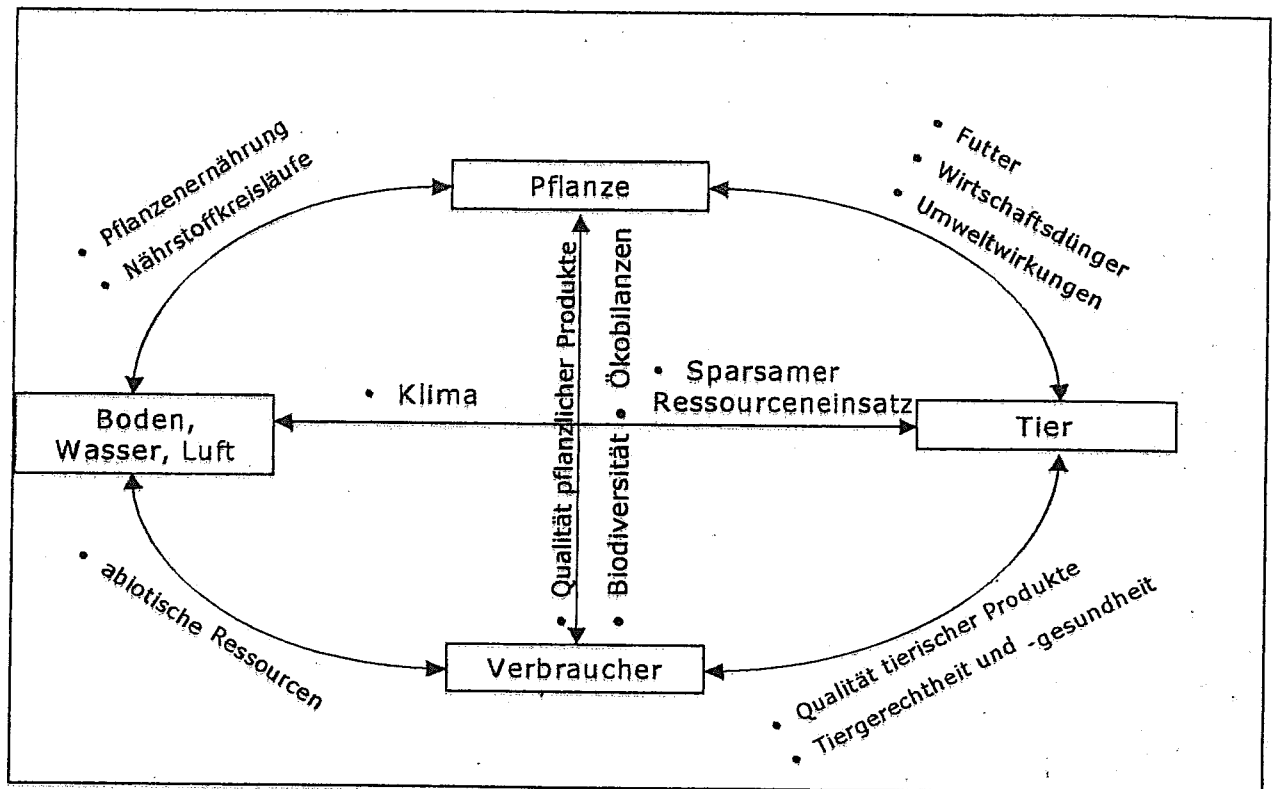 • Pflanzenernährung
• Nährstoffkreisläufe
Pflanze
• Futter
• Wirtschaftsdünger
• Umweltwirkungen
• Qualität pflanzlicher Produkte
• Biodiversität • Ökobilanzen
• Klima
• Sparsamer
Ressourceneinsatz
Boden,
Wasser, Luft
Tier
• abiotische Ressourcen
Verbraucher
• Qualität tierischer Produkte
• Tiergerechtheit und -gesundheit